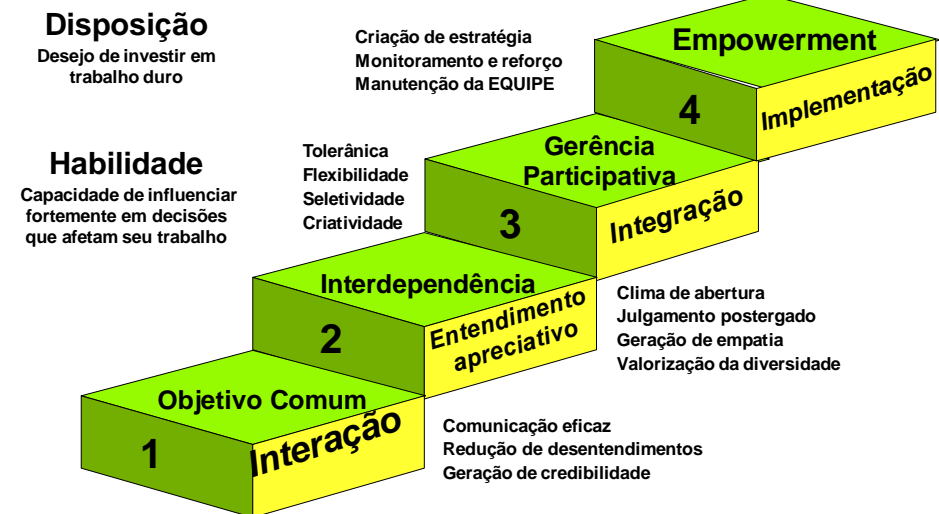 Disposição
Desejo de investir em
trabalho duro
Criação de estratégia
Monitoramento e reforço
Manutenção da EQUIPE
Empowerment
4
Implementação
Habilidade
Capacidade de influenciar
fortemente em decisões
que afetam seu trabalho
Tolerânica
Flexibilidade
Seletividade
Criatividade
Gerência
Participativa
3
Integração
Interdependência
2
Entendimento
apreciativo
Clima de abertura
Julgamento postergado
Geração de empatia
Valorização da diversidade
Objetivo Comum
1
Interação
Comunicação eficaz
Redução de desentendimentos
Geração de credibilidade